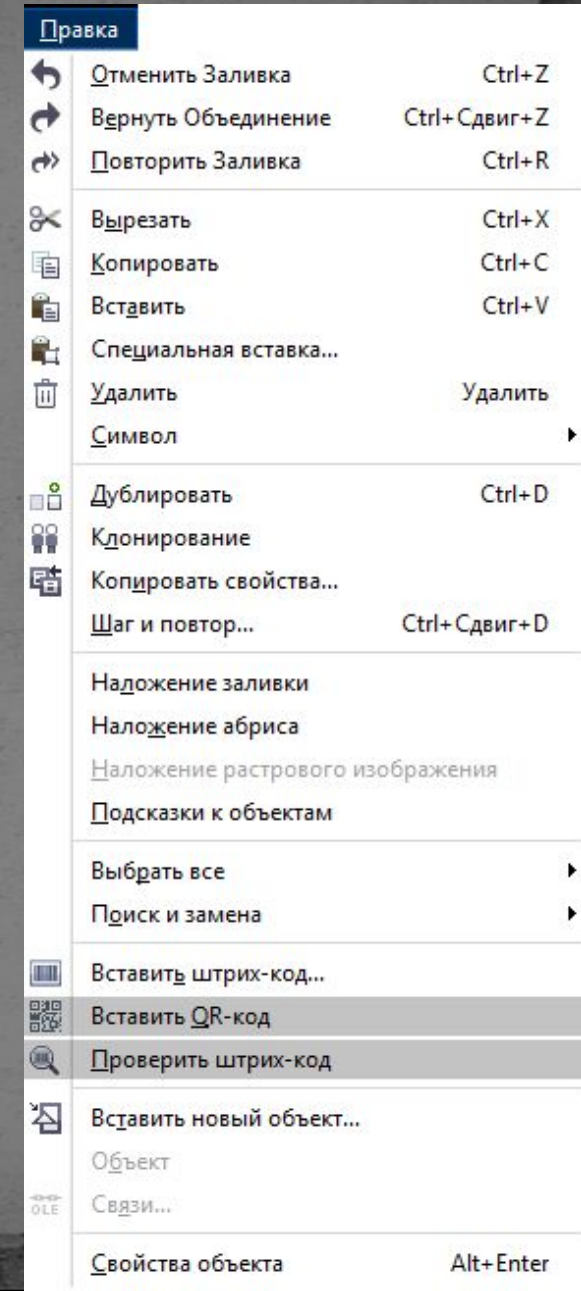 Правка
Отменить Заливка Ctrl+Z
Вернуть Объединение Ctrl+Сдвиг+Z
Повторить Заливка Ctrl+R
Вырезать Ctrl+X
Копировать Ctrl+C
Вставить Ctrl+V
Специальная вставка...
Удалить Удалить
Символ
Дублировать Ctrl+D
Клонирование
Копировать свойства...
Шаг и повтор... Ctrl+Сдвиг+D
Наложение заливки
Наложение абриса
Наложение растрового изображения
Подсказки к объектам
Выбрать все
Поиск и замена
Вставить штрих-код...
Вставить QR-код
Проверить штрих-код
Вставить новый объект...
Объект
OLE Связи...
Свойства объекта Alt+Enter